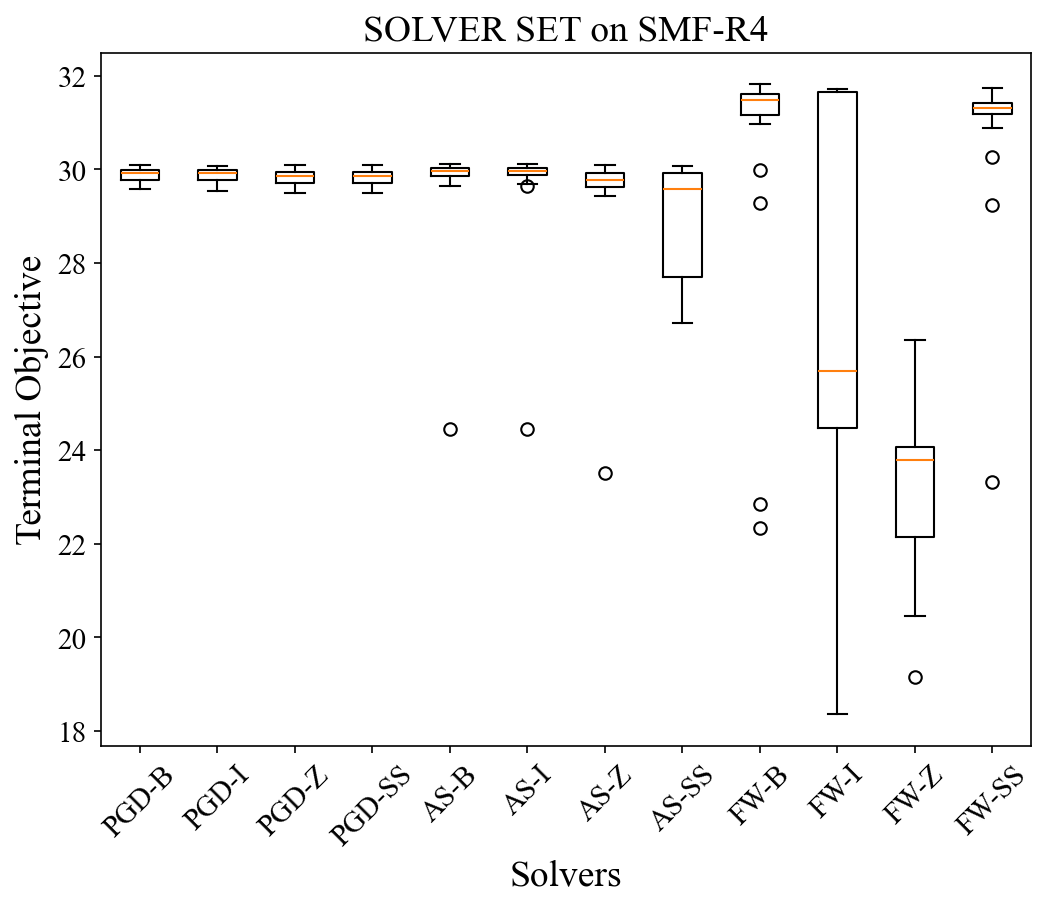 SOLVER SET on SMF-R4
Terminal Objective
32
30
28
26
24
22
20
18
PGD-B
PGD-I
PGD-Z
PGD-SS
AS-B
AS-I
AS-Z
AS-SS
FW-B
FW-I
FW-Z
FW-SS
Solvers